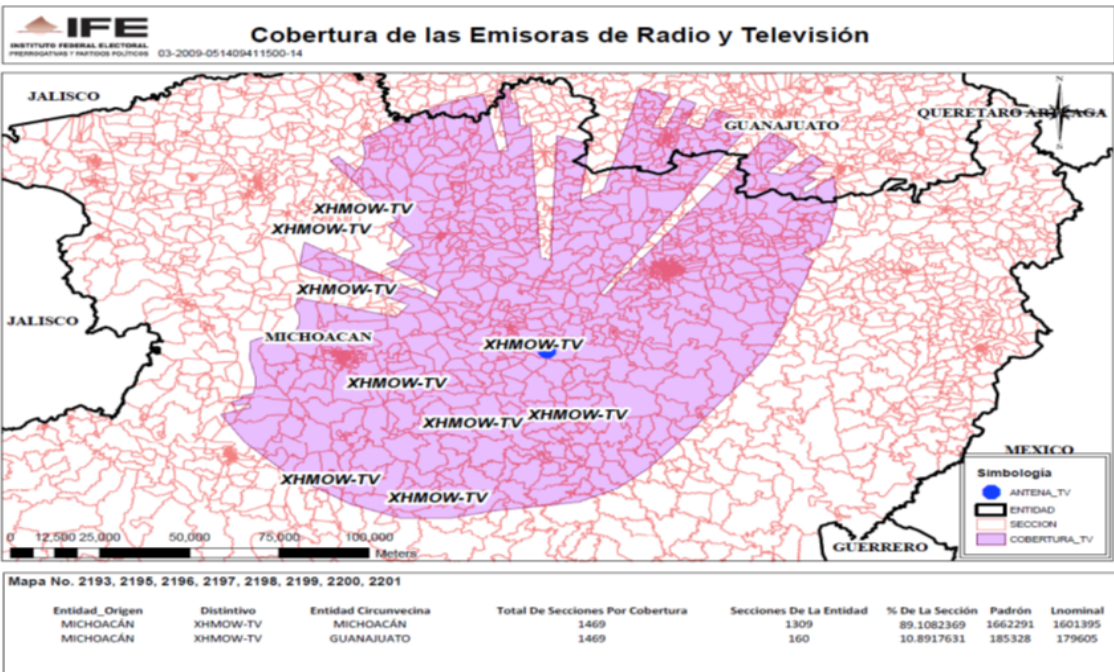 IFE
INSTITUTO FEDERAL ELECTORAL
PRERROGATIVAS Y PARTIDOS POLÍTICOS
03-2009-051409411500-14
Cobertura de las Emisoras de Radio y Televisión
N
JALISCO
QUERETARO ARTEAGA
GUANAJUATO
S
XHMOW-TV
XHMOW-TV
XHMOW-TV
JALISCO
MICHOACAN
XHMOW-TV
XHMOW-TV
XHMOW-TV
XHMOW-TV
MEXICO
XHMOW-TV
XHMOW-TV
Simbología
ANTENA_TV
ENTIDAD
SECCION
COBERTURA_TV
GUERRERO
0 12,500 25,000 50,000 75,000 100,000
Meters
Mapa No. 2193, 2195, 2196, 2197, 2198, 2199, 2200, 2201
Entidad_Origen Distintivo Entidad Circunvecina Total De Secciones Por Cobertura Secciones De La Entidad % De La Sección Padrón Lnominal
MICHOACÁN XHMOW-TV MICHOACÁN 1469 1309 89.1082369 1662291 1601395
MICHOACÁN XHMOW-TV GUANAJUATO 1469 160 10.8917631 185328 179605